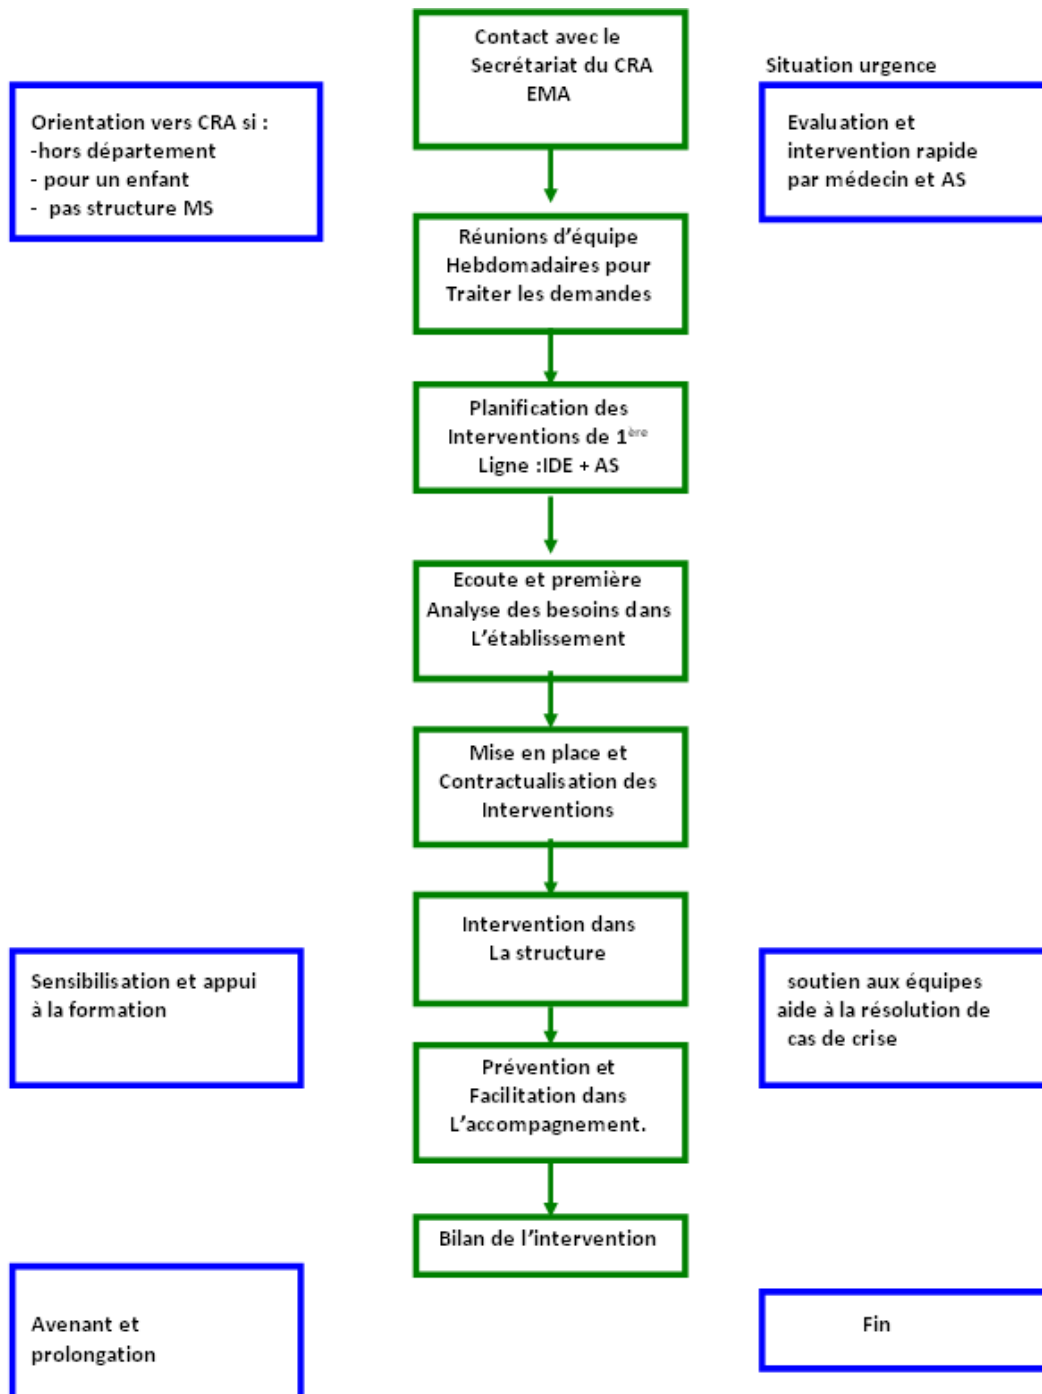 Contact avec le
Secrétariat du CRA
EMA
Situation urgence
Orientation vers CRA si :
-hors département
- pour un enfant
- pas structure MS
Evaluation et
intervention rapide
par médecin et AS
Réunions d’équipe
Hebdomadaires pour
Traiter les demandes
Planification des
Interventions de 1ère
Ligne :IDE + AS
Ecoute et première
Analyse des besoins dans
L’établissement
Mise en place et
Contractualisation des
Interventions
Intervention dans
La structure
Sensibilisation et appui
à la formation
soutien aux équipes
aide à la résolution de
cas de crise
Prévention et
Facilitation dans
L’accompagnement.
Bilan de l’intervention
Avenant et
prolongation
Fin